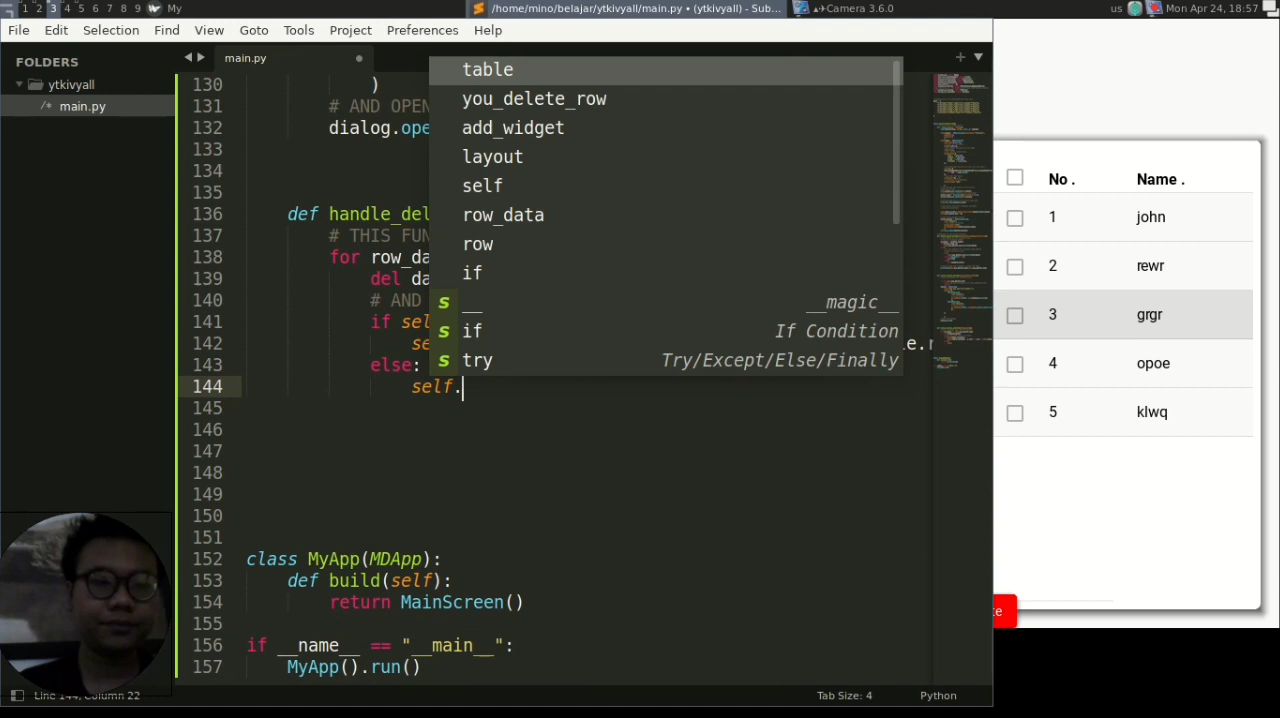 1 2 3 4 5 6 7 8 9 My /home/mino/belajar/ytkivyall/main.py • (ytkivyall) - Sub... Camera 3.6.0 us Mon Apr 24, 18:57
File Edit Selection Find View Goto Tools Project Preferences Help
FOLDERS
ytkivyall
/* main.py
main.py
130 )
131 # AND OPEN
132 dialog.ope
133
134
135
136 def handle_del
137 # THIS FUN
138 for row_da
139 del da
140 # AND
141 if sel
142 se
143 else:
144 self.
145
146
147
148
149
150
151
152 class MyApp(MDApp):
153 def build(self):
154 return MainScreen()
155
156 if __name__ == "__main__":
157 MyApp().run()
table
you_delete_row
add_widget
layout
self
row_data
row
if
s __ __magic__
s if If Condition
s try Try/Except/Else/Finally
No . Name .
1 john
2 rewr
3 grgr
4 opoe
5 klwq
te
Line 144, Column 22 Tab Size: 4 Python